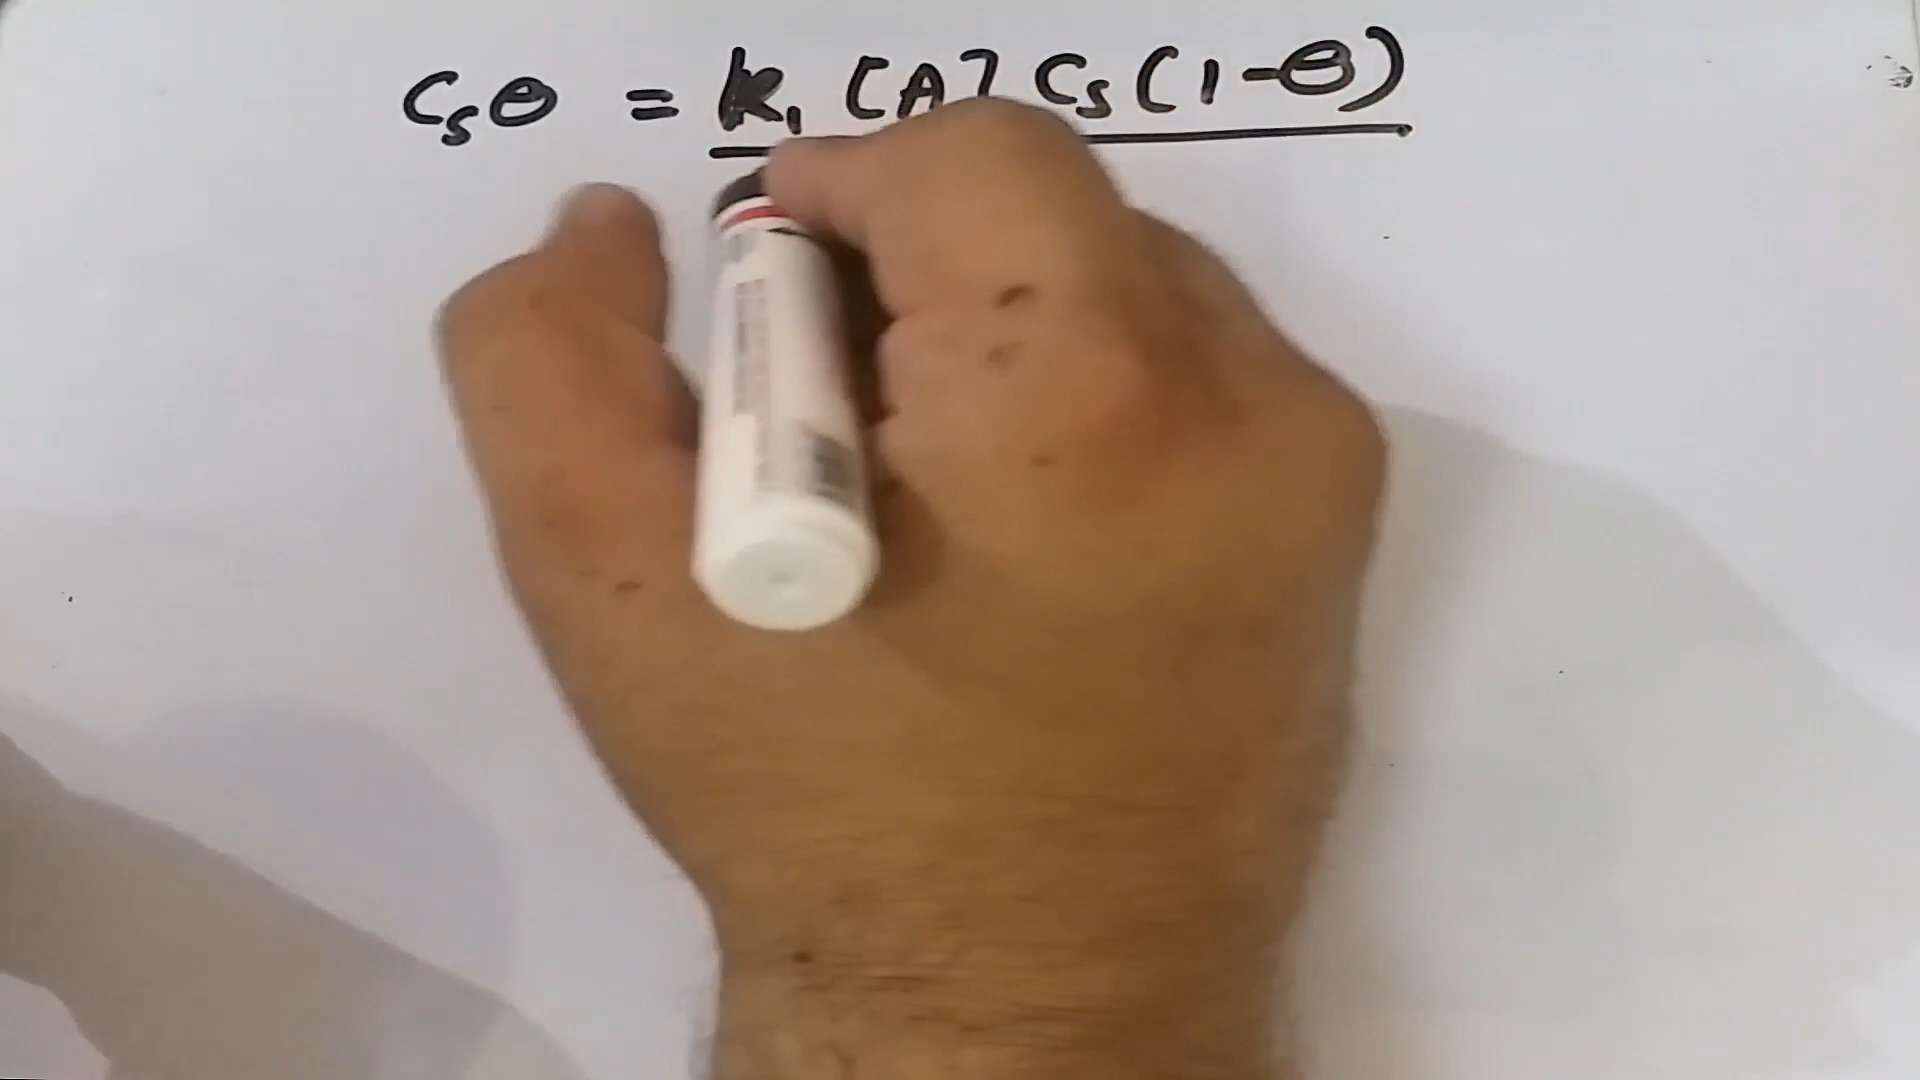 Csθ = k₁ [A] Cs(1-θ)